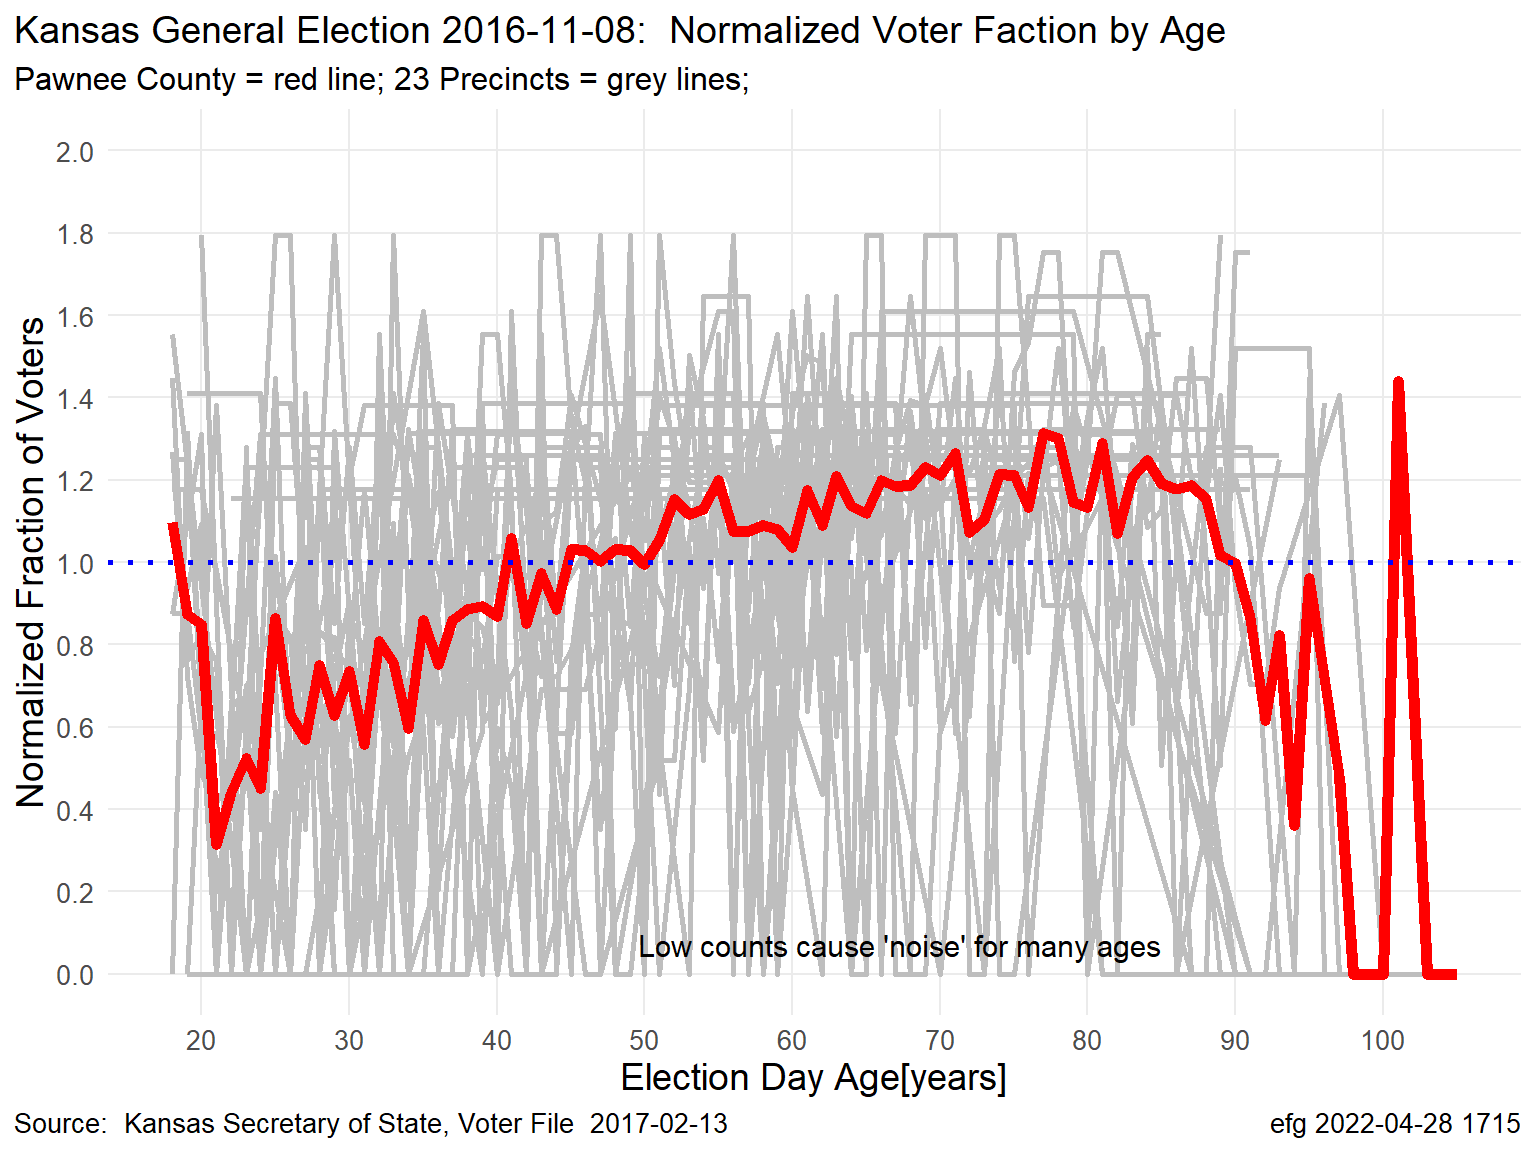 Kansas General Election 2016-11-08:  Normalized Voter Faction by Age
Pawnee County = red line; 23 Precincts = grey lines;
Normalized Fraction of Voters
2.0
1.8
1.6
1.4
1.2
1.0
0.8
0.6
0.4
0.2
0.0
Low counts cause 'noise' for many ages
20 30 40 50 60 70 80 90 100
Election Day Age[years]
Source:  Kansas Secretary of State, Voter File  2017-02-13
efg 2022-04-28 1715